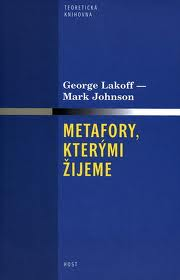 TEORETICKÁ
KNIHOVNA
George Lakoff —
Mark Johnson
METAFORY,
KTERÝMI
ŽIJEME
HOST